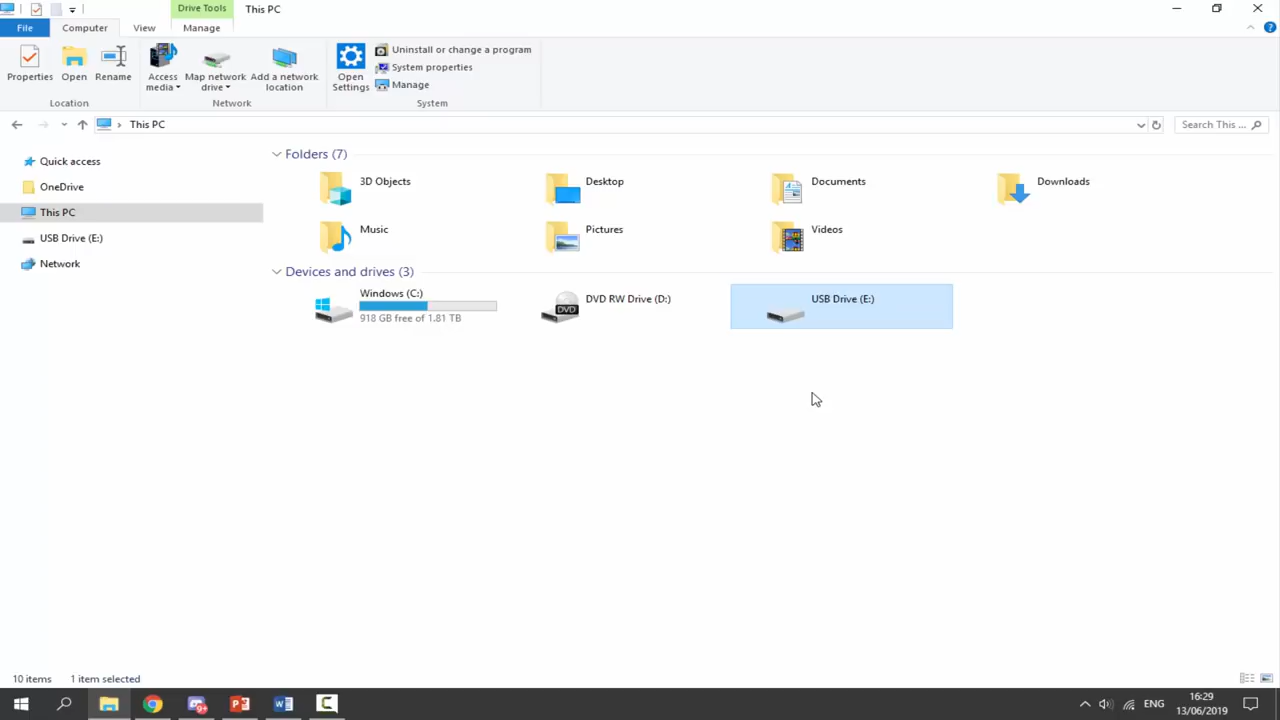 Drive Tools This PC
File Computer View Manage
Properties Open Rename
Access media Map network drive Add a network location
Open Settings
Uninstall or change a program
System properties
Manage
Location Network System
This PC Search This ...
Quick access
OneDrive
This PC
USB Drive (E:)
Network
Folders (7)
3D Objects Desktop Documents Downloads
Music Pictures Videos
Devices and drives (3)
Windows (C:)
918 GB free of 1.81 TB
DVD RW Drive (D:)
DVD
USB Drive (E:)
10 items 1 item selected
ENG
16:29
13/06/2019